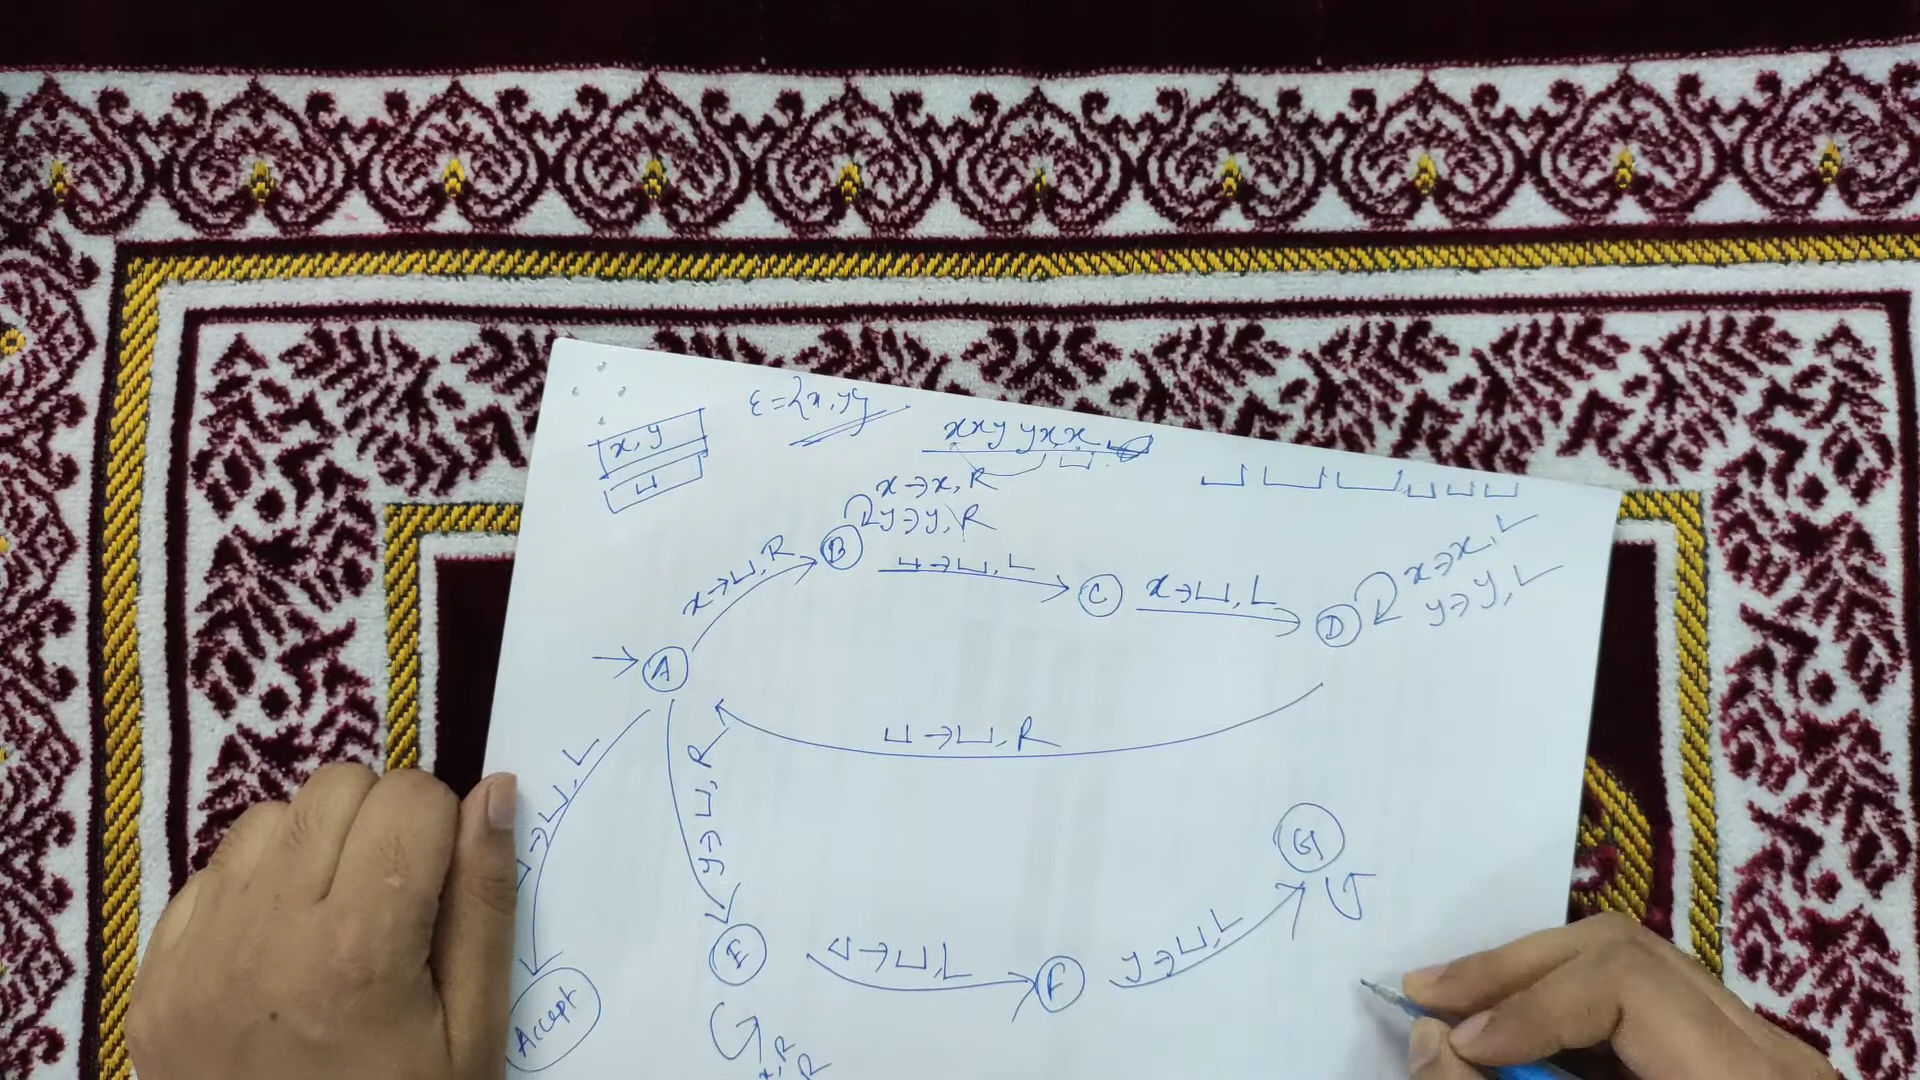 x, y
⊔
Ɛ = {x, y}
xxyyxx
⊔
⊔ ⊔ ⊔ ⊔ ⊔ ⊔
x→x, R
y→y, R
x→⊔, R
B
⊔→⊔, L
C
x→⊔, L
D
x→x, L
y→y, L
A
⊔→⊔, R
⊔→⊔, L
y→⊔, R
Accept
E
⊔→⊔, L
F
y→⊔, L
G